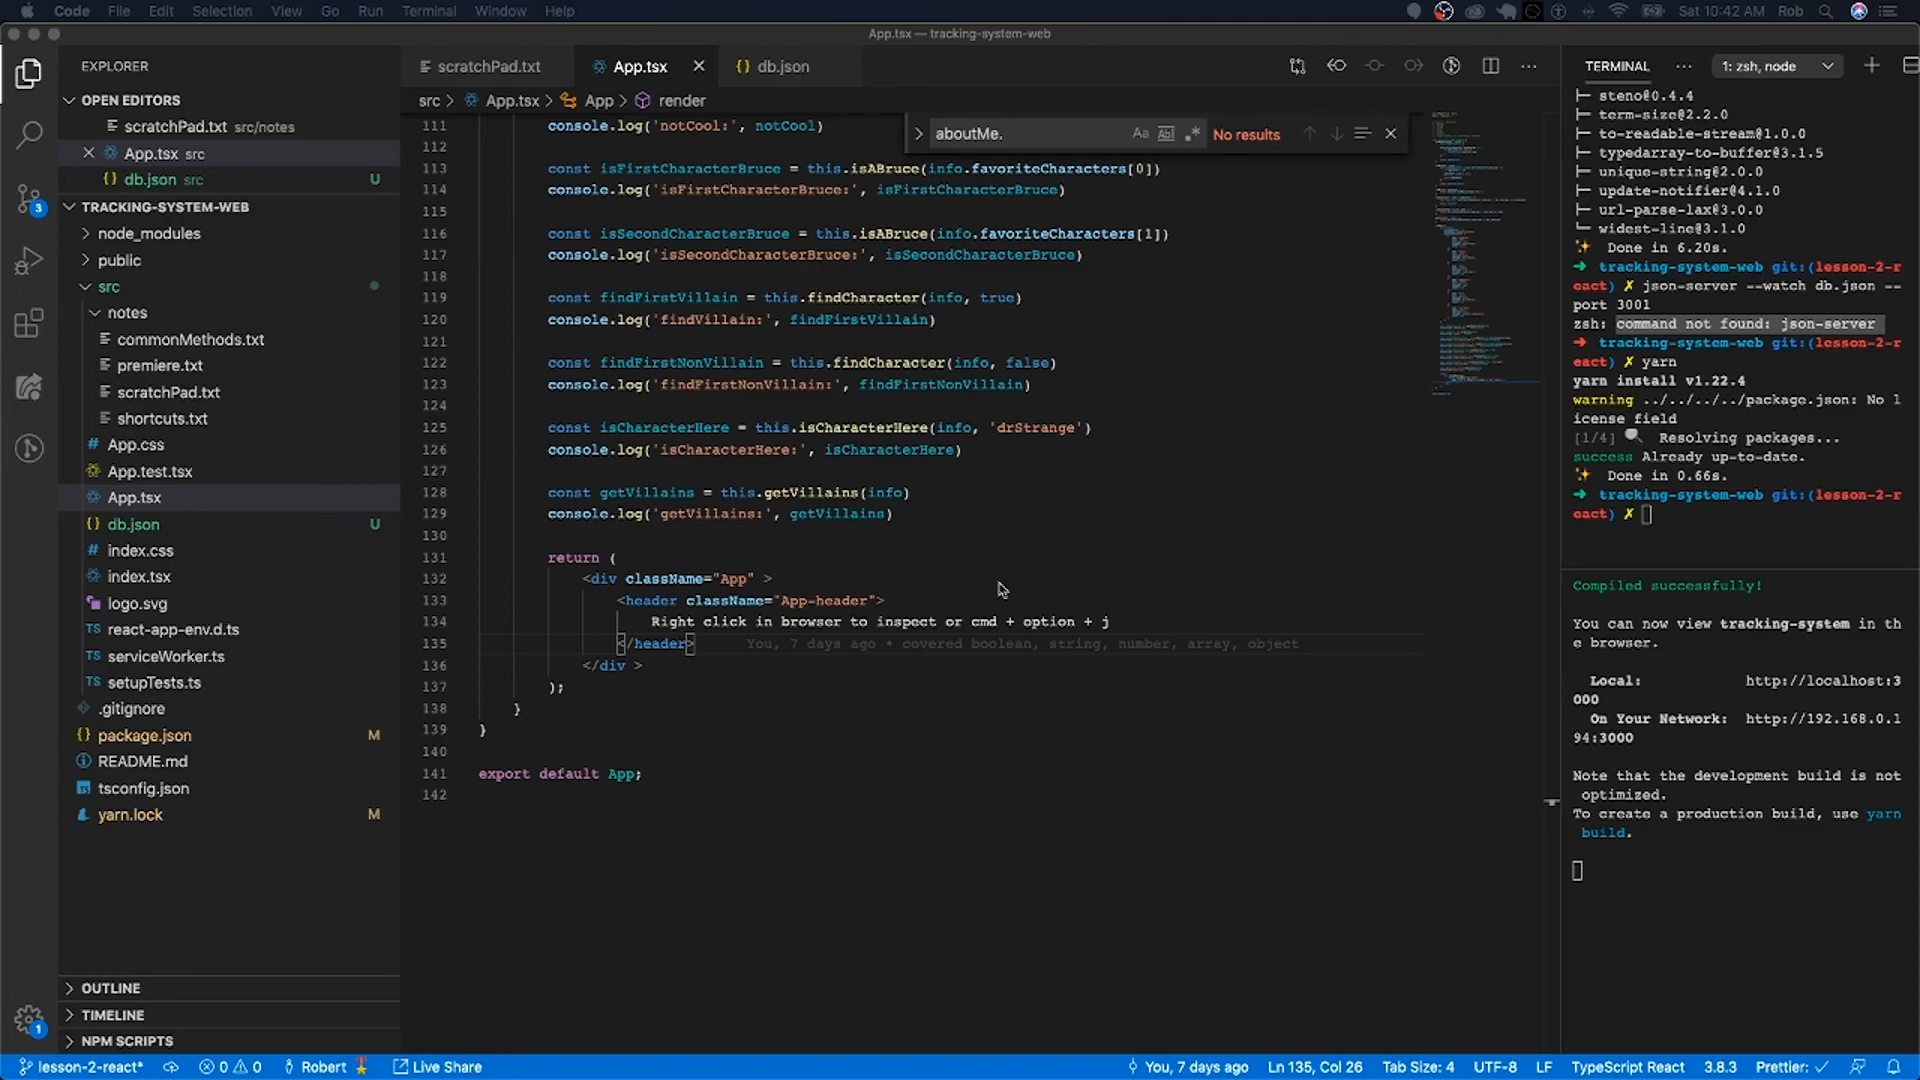 Code File Edit Selection View Go Run Terminal Window Help
Sat 10:42 AM Rob
App.tsx — tracking-system-web
EXPLORER
OPEN EDITORS
scratchPad.txt src/notes
App.tsx src
db.json src U
TRACKING-SYSTEM-WEB
node_modules
public
src
notes
commonMethods.txt
premiere.txt
scratchPad.txt
shortcuts.txt
App.css
App.test.tsx
App.tsx
db.json U
index.css
index.tsx
logo.svg
react-app-env.d.ts
serviceWorker.ts
setupTests.ts
.gitignore
package.json M
README.md
tsconfig.json
yarn.lock M
OUTLINE
TIMELINE
NPM SCRIPTS
3
1
scratchPad.txt App.tsx db.json
src > App.tsx > App > render
aboutMe. Aa Abl .* No results
111 console.log('notCool:', notCool)
112
113 const isFirstCharacterBruce = this.isABruce(info.favoriteCharacters[0])
114 console.log('isFirstCharacterBruce:', isFirstCharacterBruce)
115
116 const isSecondCharacterBruce = this.isABruce(info.favoriteCharacters[1])
117 console.log('isSecondCharacterBruce:', isSecondCharacterBruce)
118
119 const findFirstVillain = this.findCharacter(info, true)
120 console.log('findVillain:', findFirstVillain)
121
122 const findFirstNonVillain = this.findCharacter(info, false)
123 console.log('findFirstNonVillain:', findFirstNonVillain)
124
125 const isCharacterHere = this.isCharacterHere(info, 'drStrange')
126 console.log('isCharacterHere:', isCharacterHere)
127
128 const getVillains = this.getVillains(info)
129 console.log('getVillains:', getVillains)
130
131 return (
132 <div className="App" >
133 <header className="App-header">
134 Right click in browser to inspect or cmd + option + j
135 </header> You, 7 days ago • covered boolean, string, number, array, object
136 </div >
137 );
138 }
139 }
140
141 export default App;
142
TERMINAL ... 1: zsh, node
├─ steno@0.4.4
├─ term-size@2.2.0
├─ to-readable-stream@1.0.0
├─ typedarray-to-buffer@3.1.5
├─ unique-string@2.0.0
├─ update-notifier@4.1.0
├─ url-parse-lax@3.0.0
└─ widest-line@3.1.0
✨ Done in 6.20s.
➜ tracking-system-web git:(lesson-2-r
eact) ✗ json-server --watch db.json --
port 3001
zsh: command not found: json-server
➜ tracking-system-web git:(lesson-2-r
eact) ✗ yarn
yarn install v1.22.4
warning ../../../../package.json: No l
icense field
[1/4] 🔍 Resolving packages...
success Already up-to-date.
✨ Done in 0.66s.
➜ tracking-system-web git:(lesson-2-r
eact) ✗
Compiled successfully!
You can now view tracking-system in th
e browser.
Local: http://localhost:3
000
On Your Network: http://192.168.0.1
94:3000
Note that the development build is not
optimized.
To create a production build, use yarn
build.
lesson-2-react* 0 0 Robert Live Share
You, 7 days ago Ln 135, Col 26 Tab Size: 4 UTF-8 LF TypeScript React 3.8.3 Prettier: ✓